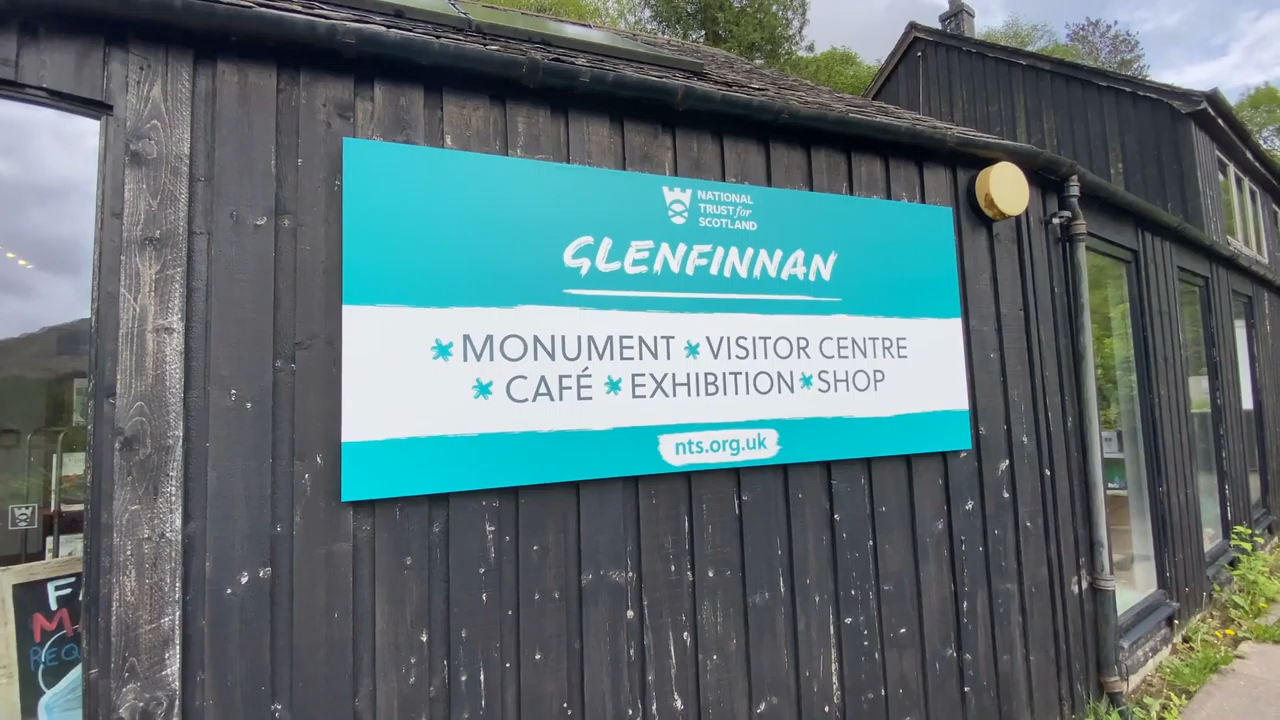 NATIONAL
TRUST for
SCOTLAND
GLENFINNAN
MONUMENT VISITOR CENTRE
CAFÉ EXHIBITION SHOP
nts.org.uk